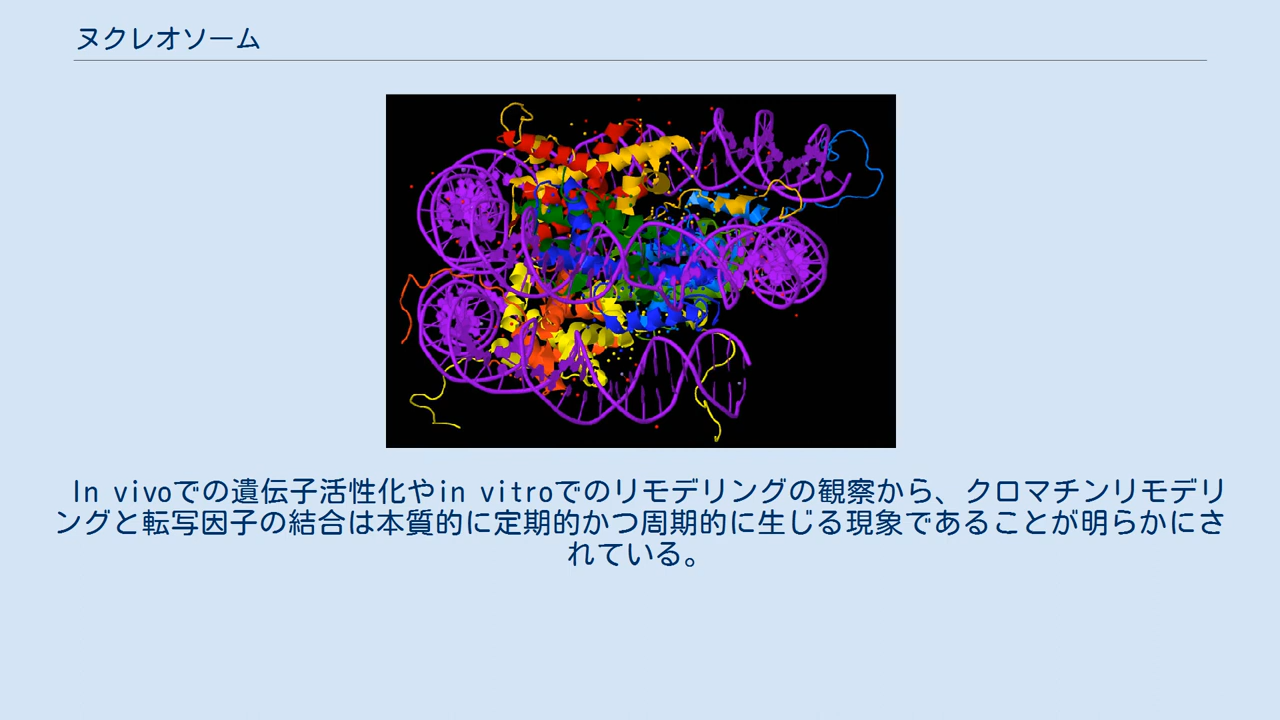 ヌクレオソーム
In vivoでの遺伝子活性化やin vitroでのリモデリングの観察から、クロマチンリモデリ
ングと転写因子の結合は本質的に定期的かつ周期的に生じる現象であることが明らかにさ
れている。